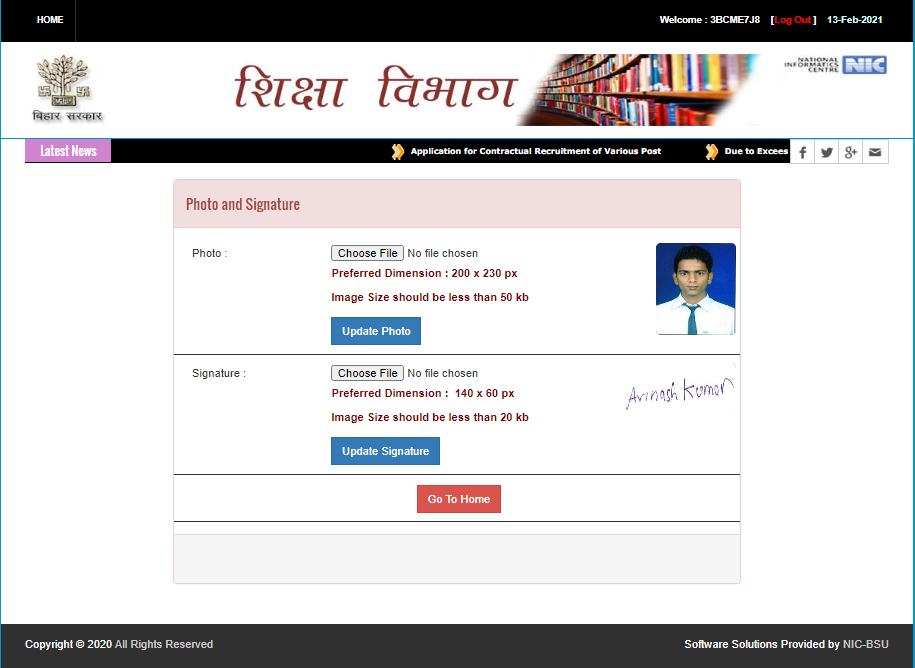 HOME
Welcome : 3BCME7J8 [Log Out] 13-Feb-2021
बिहार सरकार
शिक्षा विभाग
NATIONAL
INFORMATICS
CENTRE
NIC
Latest News
Application for Contractual Recruitment of Various Post
Due to Excees
Photo and Signature
Photo :
Choose File No file chosen
Preferred Dimension : 200 x 230 px
Image Size should be less than 50 kb
Update Photo
Signature :
Choose File No file chosen
Preferred Dimension : 140 x 60 px
Image Size should be less than 20 kb
Update Signature
Avinash Kumar
Go To Home
Copyright © 2020 All Rights Reserved
Software Solutions Provided by NIC-BSU